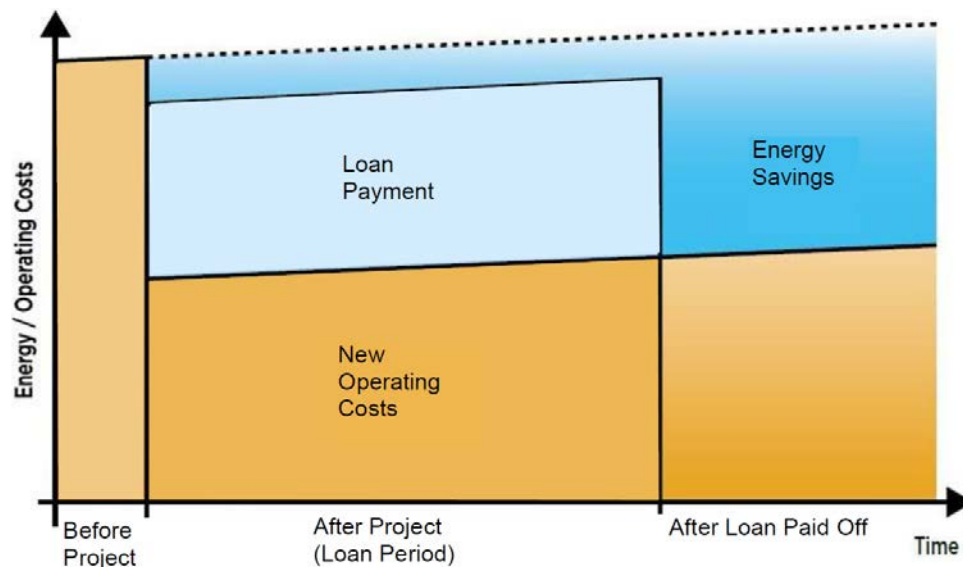 Energy / Operating Costs
Loan
Payment
Energy
Savings
New
Operating
Costs
Before
Project
After Project
(Loan Period)
After Loan Paid Off
Time